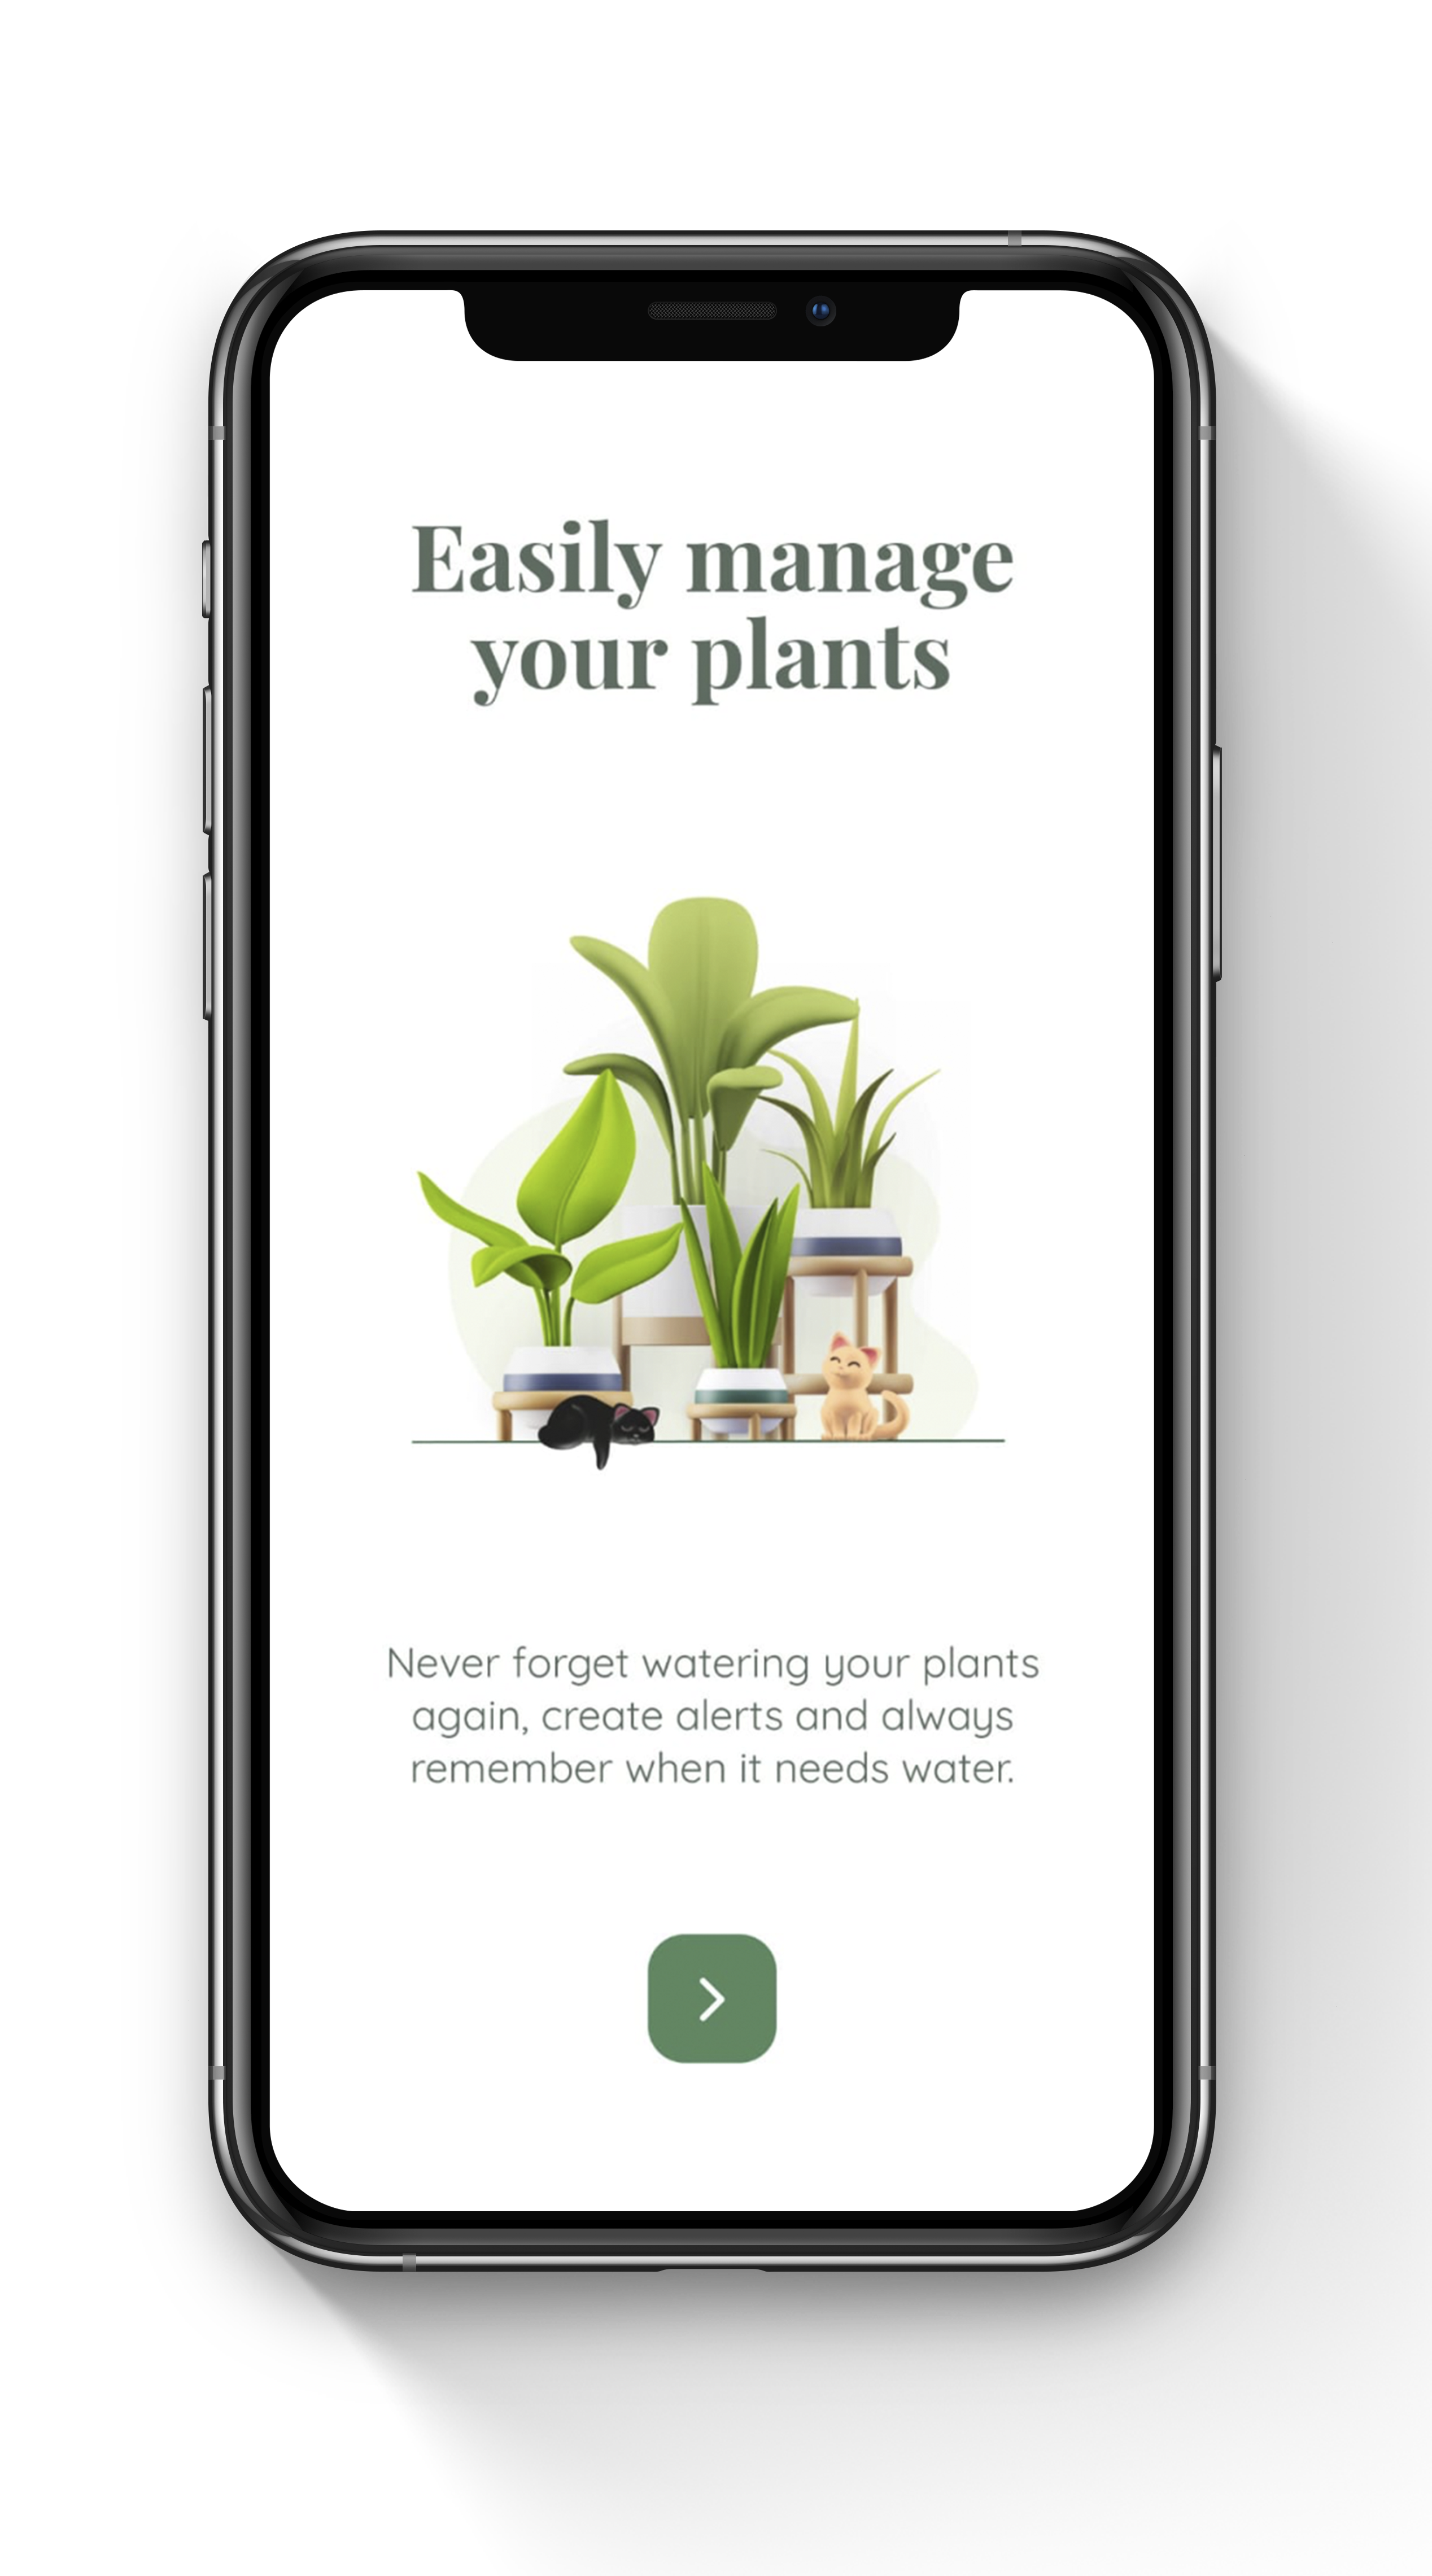 Easily manage
your plants
Never forget watering your plants
again, create alerts and always
remember when it needs water.